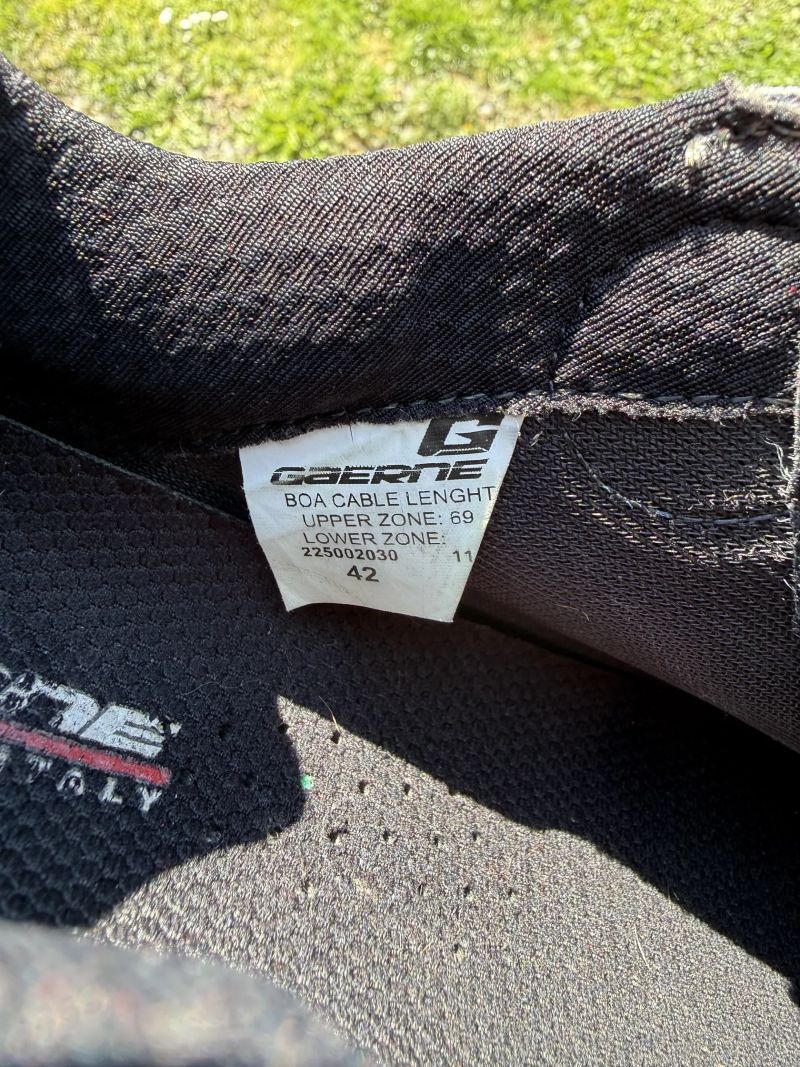 G
GAERNE
BOA CABLE LENGHT
UPPER ZONE: 69
LOWER ZONE:
225002030 11
42